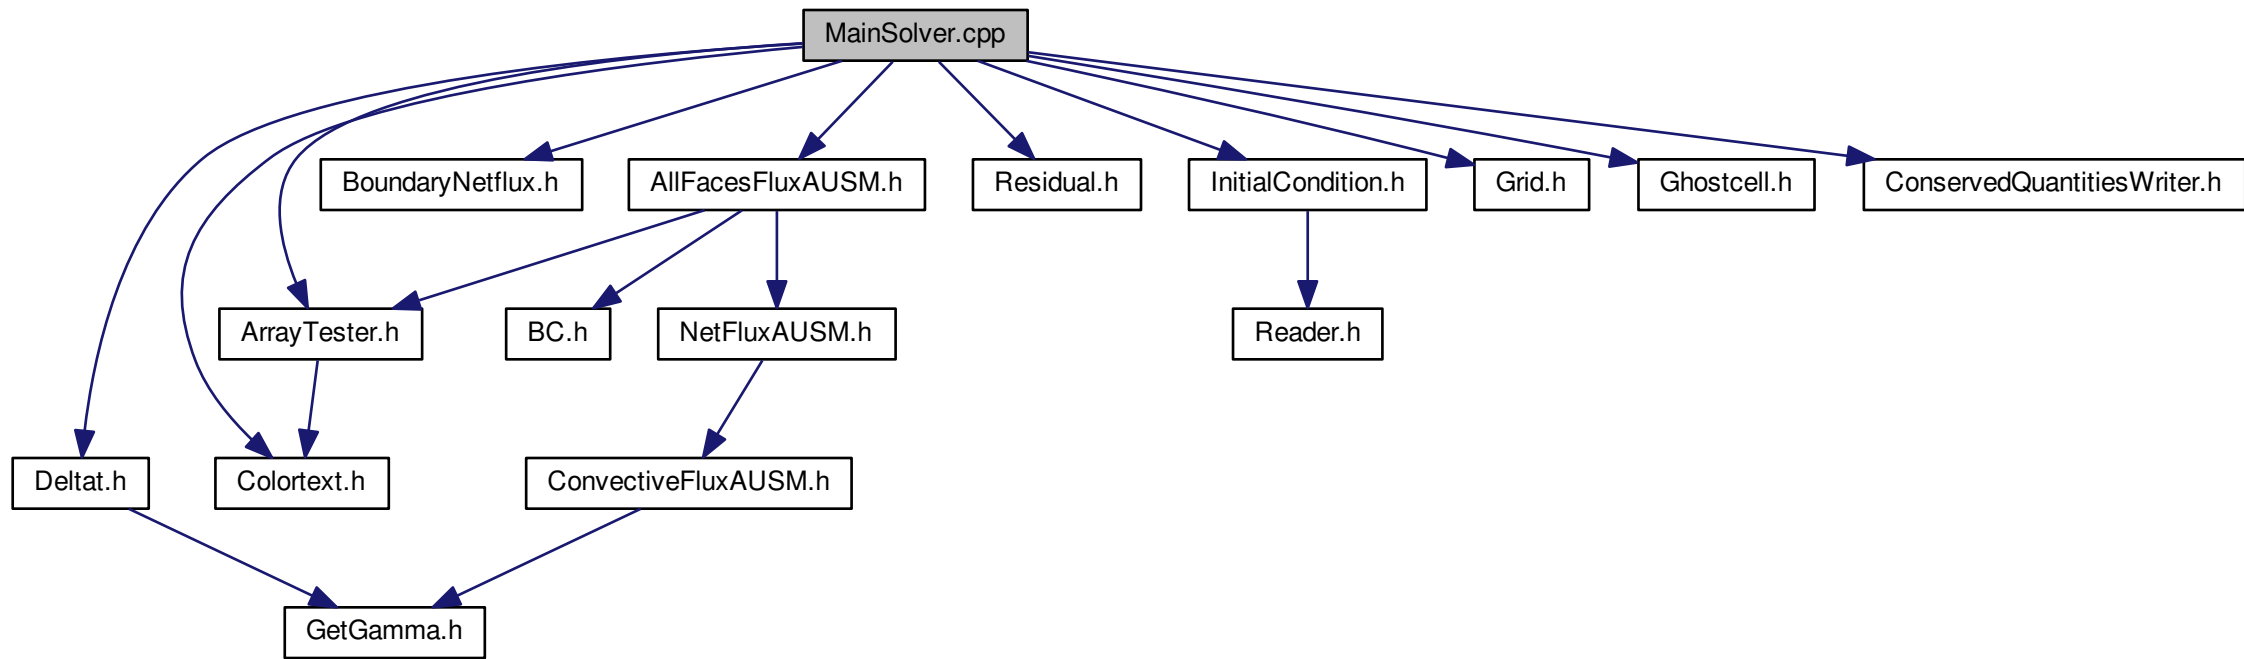 MainSolver.cpp
BoundaryNetflux.h
AllFacesFluxAUSM.h
Residual.h
InitialCondition.h
Grid.h
Ghostcell.h
ConservedQuantitiesWriter.h
ArrayTester.h
BC.h
NetFluxAUSM.h
Reader.h
Deltat.h
Colortext.h
ConvectiveFluxAUSM.h
GetGamma.h